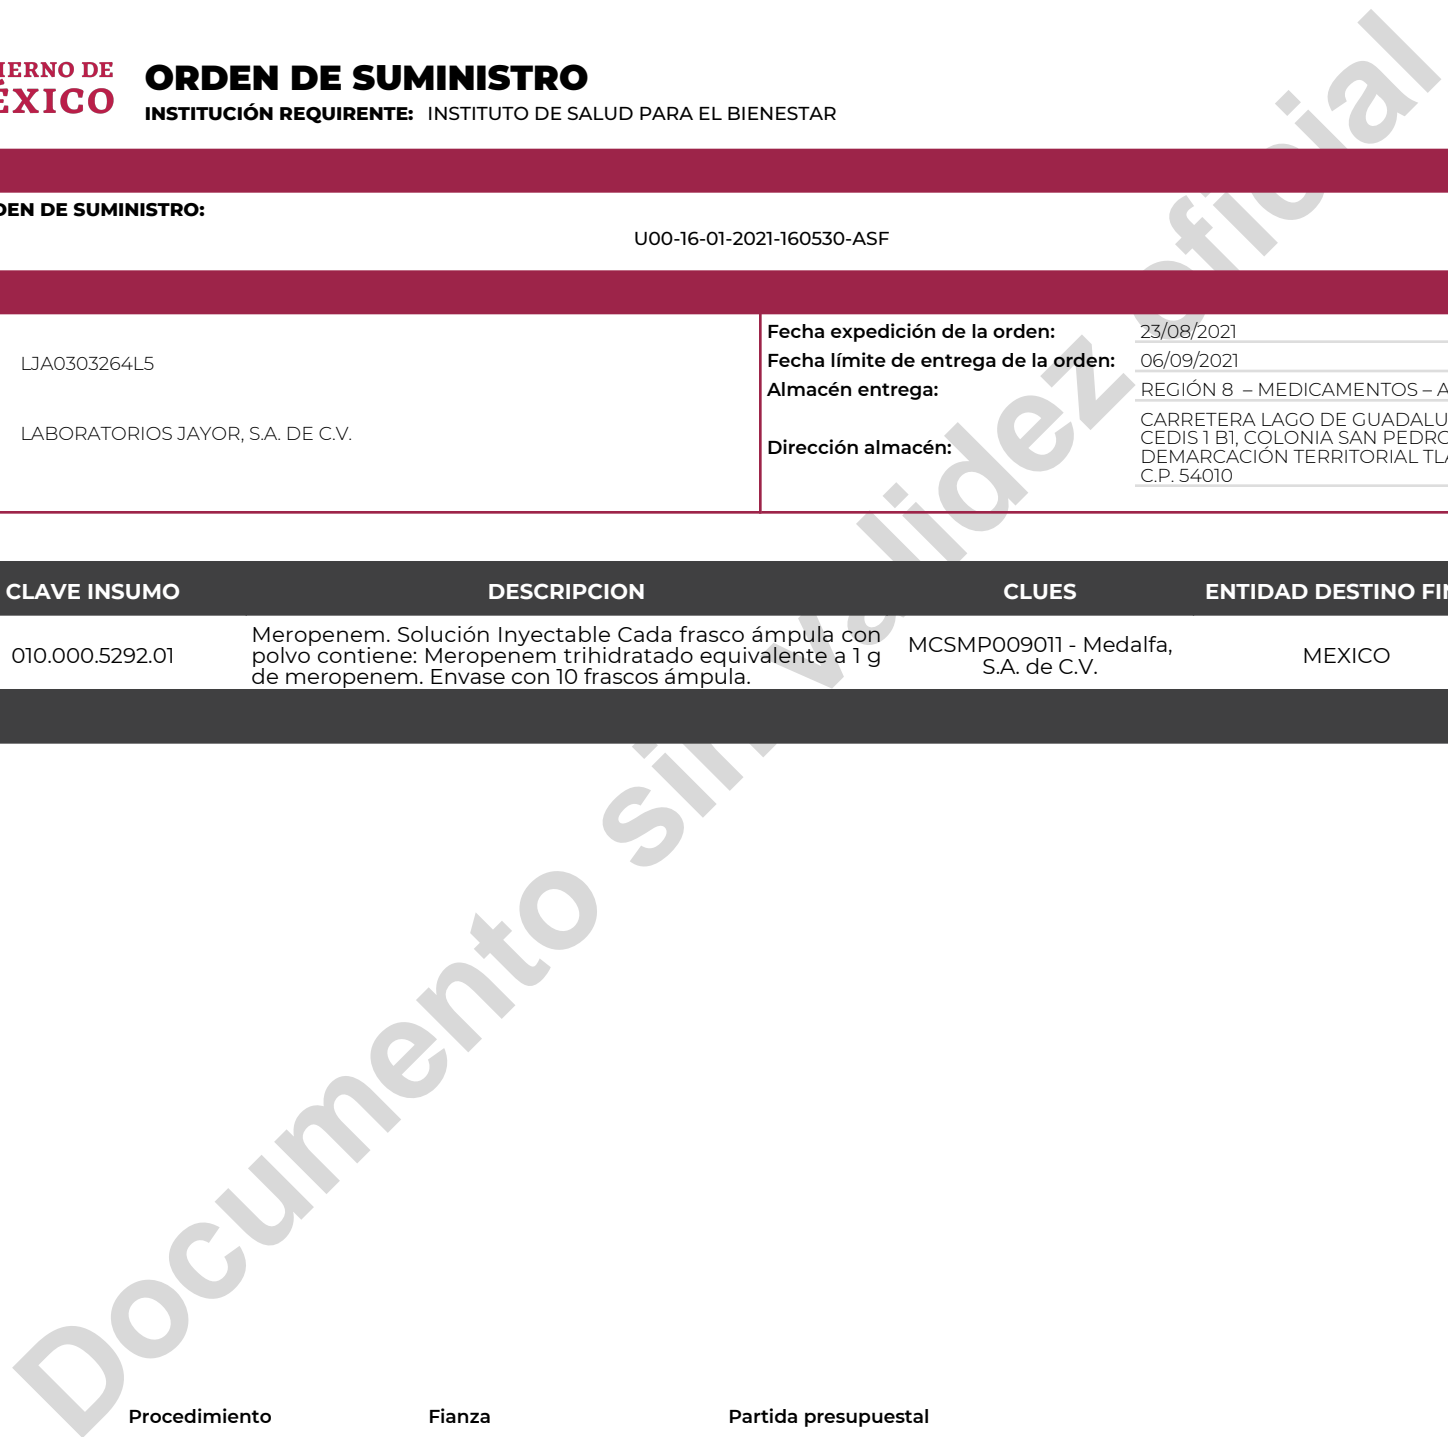 IERNO DE
ÉXICO
ORDEN DE SUMINISTRO
INSTITUCIÓN REQUIRENTE: INSTITUTO DE SALUD PARA EL BIENESTAR
DEN DE SUMINISTRO:
U00-16-01-2021-160530-ASF
LJA0303264L5
LABORATORIOS JAYOR, S.A. DE C.V.
Fecha expedición de la orden: 23/08/2021
Fecha límite de entrega de la orden: 06/09/2021
Almacén entrega: REGIÓN 8 – MEDICAMENTOS – A
Dirección almacén:
CARRETERA LAGO DE GUADALU
CEDIS 1 B1, COLONIA SAN PEDRO
DEMARCACIÓN TERRITORIAL TLA
C.P. 54010
CLAVE INSUMO DESCRIPCION CLUES ENTIDAD DESTINO FIN
010.000.5292.01
Meropenem. Solución Inyectable Cada frasco ámpula con
polvo contiene: Meropenem trihidratado equivalente a 1 g
de meropenem. Envase con 10 frascos ámpula.
MCSMP009011 - Medalfa,
S.A. de C.V.
MEXICO
Documento sin validez oficial
Procedimiento Fianza Partida presupuestal